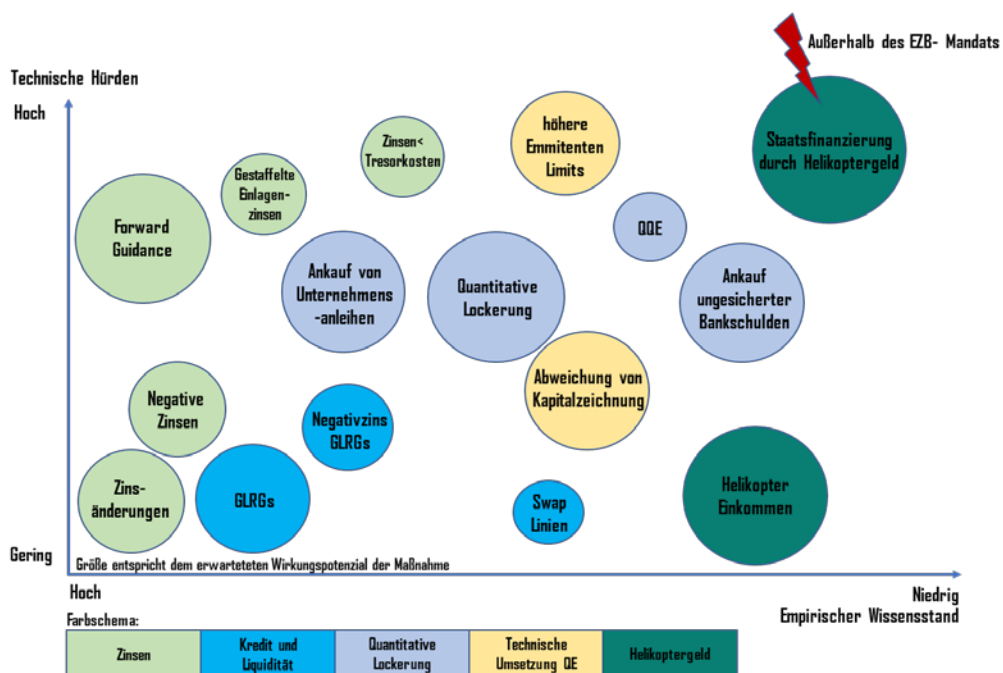 Außerhalb des EZB- Mandats
Technische Hürden
Hoch
Zinsen<
Tresorkosten
höhere
Emmitenten
Limits
Staatsfinanzierung
durch Helikoptergeld
Gestaffelte
Einlagen-
zinsen
Forward
Guidance
QQE
Ankauf von
Unternehmens
-anleihen
Quantitative
Lockerung
Ankauf
ungesicherter
Bankschulden
Abweichung von
Kapitalzeichnung
Negative
Zinsen
Negativzins
GLRGs
Zins-
änderungen
GLRGs
Swap
Linien
Helikopter
Einkommen
Gering
Größe entspricht dem erwarteteten Wirkungspotenzial der Maßnahme
Hoch
Niedrig
Empirischer Wissensstand
Farbschema:
Zinsen
Kredit und
Liquidität
Quantitative
Lockerung
Technische
Umsetzung QE
Helikoptergeld